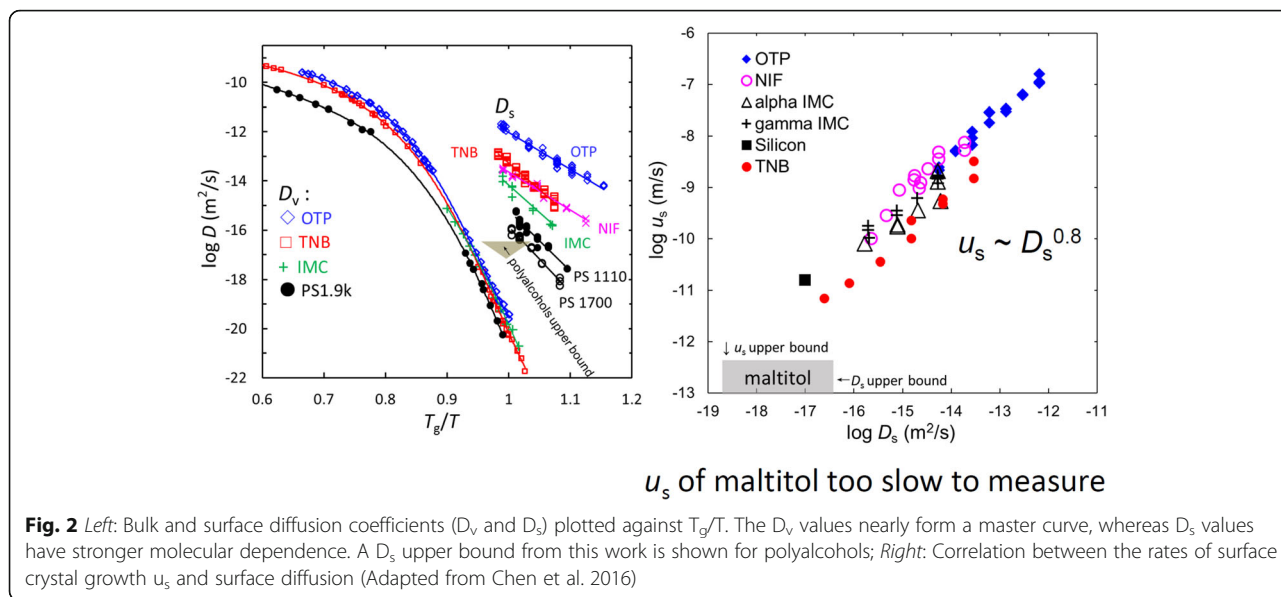 -10
-12
-14
-16
-18
-20
-22
log D (m²/s)
0.6
0.7
0.8
0.9
1
1.1
1.2
Tg/T
Dv :
OTP
TNB
IMC
PS1.9k
Ds
OTP
TNB
NIF
IMC
PS 1110
PS 1700
polyalcohols upper bound
-6
-7
-8
-9
-10
-11
-12
-13
log us (m/s)
OTP
NIF
alpha IMC
gamma IMC
Silicon
TNB
us ~ Ds^0.8
↓ us upper bound
maltitol
←Ds upper bound
-19
-18
-17
-16
-15
-14
-13
-12
-11
log Ds (m²/s)
us of maltitol too slow to measure
Fig. 2 Left: Bulk and surface diffusion coefficients (Dv and Ds) plotted against Tg/T. The Dv values nearly form a master curve, whereas Ds values
have stronger molecular dependence. A Ds upper bound from this work is shown for polyalcohols; Right: Correlation between the rates of surface
crystal growth us and surface diffusion (Adapted from Chen et al. 2016)